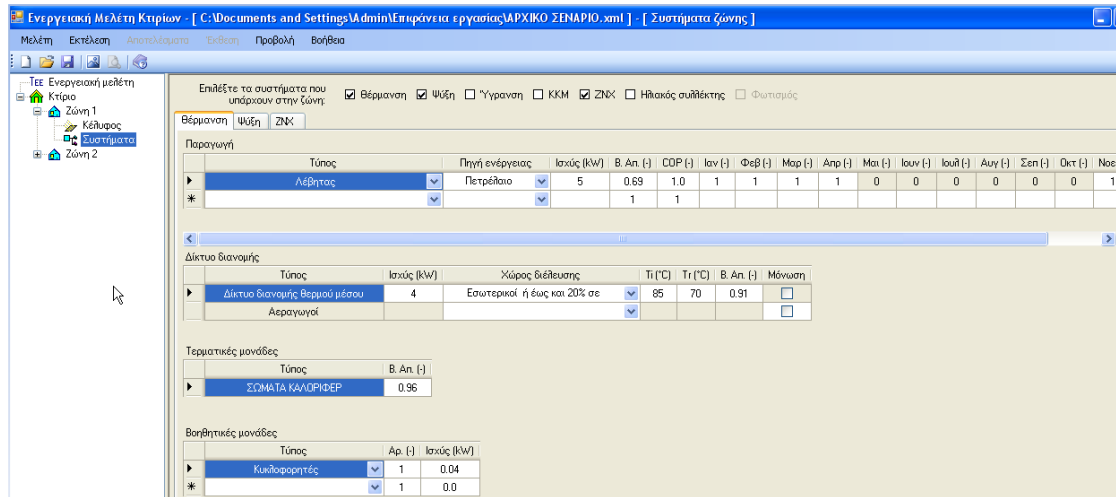 Ενεργειακή Μελέτη Κτιρίων - [ C:\Documents and Settings\Admin\Επιφάνεια εργασίας\ΑΡΧΙΚΟ ΣΕΝΑΡΙΟ.xml ] - [ Συστήματα ζώνης ]
Μελέτη Εκτέλεση Αποτελέσματα Έκθεση Προβολή Βοήθεια
ΤΕΕ Ενεργειακή μελέτη
Κτίριο
Ζώνη 1
Κέλυφος
Συστήματα
Ζώνη 2
Επιλέξτε τα συστήματα που
υπάρχουν στην ζώνη:
Θέρμανση Ψύξη Ύγρανση ΚΚΜ ΖΝΧ Ηλιακός συλλέκτης Φωτισμός
Θέρμανση Ψύξη ΖΝΧ
Παραγωγή
Τύπος Πηγή ενέργειας Ισχύς (kW) Β. Απ. (-) COP (-) Ιαν (-) Φεβ (-) Μαρ (-) Απρ (-) Μαι (-) Ιουν (-) Ιουλ (-) Αυγ (-) Σεπ (-) Οκτ (-) Νοε
Λέβητας Πετρέλαιο 5 0.69 1.0 1 1 1 1 0 0 0 0 0 0 1
1 1
Δίκτυο διανομής
Τύπος Ισχύς (kW) Χώρος διέλευσης Ti (°C) Tr (°C) Β. Απ. (-) Μόνωση
Δίκτυο διανομής θερμού μέσου 4 Εσωτερικοί ή έως και 20% σε 85 70 0.91
Αεραγωγοί
Τερματικές μονάδες
Τύπος Β. Απ. (-)
ΣΩΜΑΤΑ ΚΑΛΟΡΙΦΕΡ 0.96
Βοηθητικές μονάδες
Τύπος Αρ. (-) Ισχύς (kW)
Κυκλοφορητές 1 0.04
1 0.0